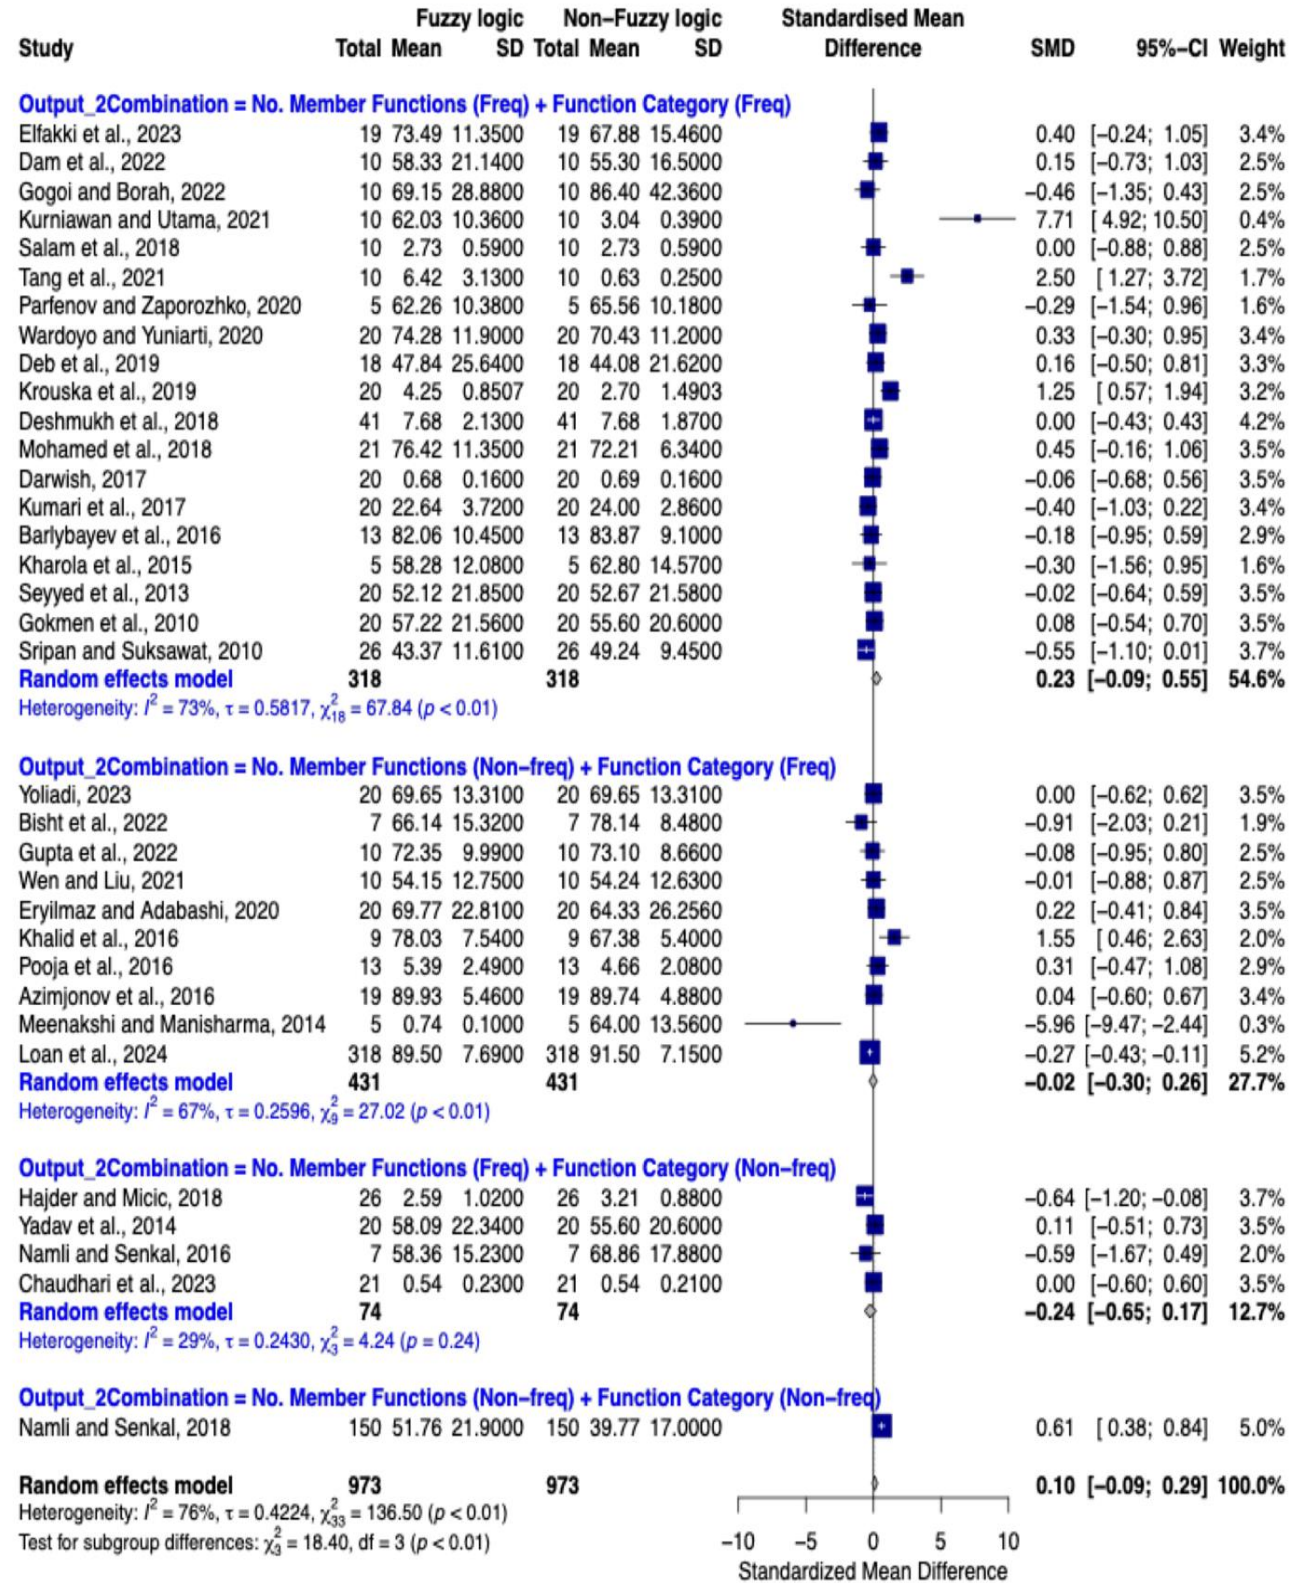 Fuzzy logic Non–Fuzzy logic Standardised Mean
Study Total Mean SD Total Mean SD Difference SMD 95%–CI Weight
Output_2Combination = No. Member Functions (Freq) + Function Category (Freq)
Elfakki et al., 2023 19 73.49 11.3500 19 67.88 15.4600 0.40 [−0.24; 1.05] 3.4%
Dam et al., 2022 10 58.33 21.1400 10 55.30 16.5000 0.15 [−0.73; 1.03] 2.5%
Gogoi and Borah, 2022 10 69.15 28.8800 10 86.40 42.3600 −0.46 [−1.35; 0.43] 2.5%
Kurniawan and Utama, 2021 10 62.03 10.3600 10 3.04 0.3900 7.71 [ 4.92; 10.50] 0.4%
Salam et al., 2018 10 2.73 0.5900 10 2.73 0.5900 0.00 [−0.88; 0.88] 2.5%
Tang et al., 2021 10 6.42 3.1300 10 0.63 0.2500 2.50 [ 1.27; 3.72] 1.7%
Parfenov and Zaporozhko, 2020 5 62.26 10.3800 5 65.56 10.1800 −0.29 [−1.54; 0.96] 1.6%
Wardoyo and Yuniarti, 2020 20 74.28 11.9000 20 70.43 11.2000 0.33 [−0.30; 0.95] 3.4%
Deb et al., 2019 18 47.84 25.6400 18 44.08 21.6200 0.16 [−0.50; 0.81] 3.3%
Krouska et al., 2019 20 4.25 0.8507 20 2.70 1.4903 1.25 [ 0.57; 1.94] 3.2%
Deshmukh et al., 2018 41 7.68 2.1300 41 7.68 1.8700 0.00 [−0.43; 0.43] 4.2%
Mohamed et al., 2018 21 76.42 11.3500 21 72.21 6.3400 0.45 [−0.16; 1.06] 3.5%
Darwish, 2017 20 0.68 0.1600 20 0.69 0.1600 −0.06 [−0.68; 0.56] 3.5%
Kumari et al., 2017 20 22.64 3.7200 20 24.00 2.8600 −0.40 [−1.03; 0.22] 3.4%
Barlybayev et al., 2016 13 82.06 10.4500 13 83.87 9.1000 −0.18 [−0.95; 0.59] 2.9%
Kharola et al., 2015 5 58.28 12.0800 5 62.80 14.5700 −0.30 [−1.56; 0.95] 1.6%
Seyyed et al., 2013 20 52.12 21.8500 20 52.67 21.5800 −0.02 [−0.64; 0.59] 3.5%
Gokmen et al., 2010 20 57.22 21.5600 20 55.60 20.6000 0.08 [−0.54; 0.70] 3.5%
Sripan and Suksawat, 2010 26 43.37 11.6100 26 49.24 9.4500 −0.55 [−1.10; 0.01] 3.7%
Random effects model 318 318 0.23 [−0.09; 0.55] 54.6%
Heterogeneity: I² = 73%, τ = 0.5817, χ²₁₈ = 67.84 (p < 0.01)
Output_2Combination = No. Member Functions (Non−freq) + Function Category (Freq)
Yoliadi, 2023 20 69.65 13.3100 20 69.65 13.3100 0.00 [−0.62; 0.62] 3.5%
Bisht et al., 2022 7 66.14 15.3200 7 78.14 8.4800 −0.91 [−2.03; 0.21] 1.9%
Gupta et al., 2022 10 72.35 9.9900 10 73.10 8.6600 −0.08 [−0.95; 0.80] 2.5%
Wen and Liu, 2021 10 54.15 12.7500 10 54.24 12.6300 −0.01 [−0.88; 0.87] 2.5%
Eryilmaz and Adabashi, 2020 20 69.77 22.8100 20 64.33 26.2560 0.22 [−0.41; 0.84] 3.5%
Khalid et al., 2016 9 78.03 7.5400 9 67.38 5.4000 1.55 [ 0.46; 2.63] 2.0%
Pooja et al., 2016 13 5.39 2.4900 13 4.66 2.0800 0.31 [−0.47; 1.08] 2.9%
Azimjonov et al., 2016 19 89.93 5.4600 19 89.74 4.8800 0.04 [−0.60; 0.67] 3.4%
Meenakshi and Manisharma, 2014 5 0.74 0.1000 5 64.00 13.5600 −5.96 [−9.47; −2.44] 0.3%
Loan et al., 2024 318 89.50 7.6900 318 91.50 7.1500 −0.27 [−0.43; −0.11] 5.2%
Random effects model 431 431 −0.02 [−0.30; 0.26] 27.7%
Heterogeneity: I² = 67%, τ = 0.2596, χ²₉ = 27.02 (p < 0.01)
Output_2Combination = No. Member Functions (Freq) + Function Category (Non−freq)
Hajder and Micic, 2018 26 2.59 1.0200 26 3.21 0.8800 −0.64 [−1.20; −0.08] 3.7%
Yadav et al., 2014 20 58.09 22.3400 20 55.60 20.6000 0.11 [−0.51; 0.73] 3.5%
Namli and Senkal, 2016 7 58.36 15.2300 7 68.86 17.8800 −0.59 [−1.67; 0.49] 2.0%
Chaudhari et al., 2023 21 0.54 0.2300 21 0.54 0.2100 0.00 [−0.60; 0.60] 3.5%
Random effects model 74 74 −0.24 [−0.65; 0.17] 12.7%
Heterogeneity: I² = 29%, τ = 0.2430, χ²₃ = 4.24 (p = 0.24)
Output_2Combination = No. Member Functions (Non−freq) + Function Category (Non−freq)
Namli and Senkal, 2018 150 51.76 21.9000 150 39.77 17.0000 0.61 [ 0.38; 0.84] 5.0%
Random effects model 973 973 0.10 [−0.09; 0.29] 100.0%
Heterogeneity: I² = 76%, τ = 0.4224, χ²₃₃ = 136.50 (p < 0.01)
Test for subgroup differences: χ²₃ = 18.40, df = 3 (p < 0.01)
−10 −5 0 5 10
Standardized Mean Difference